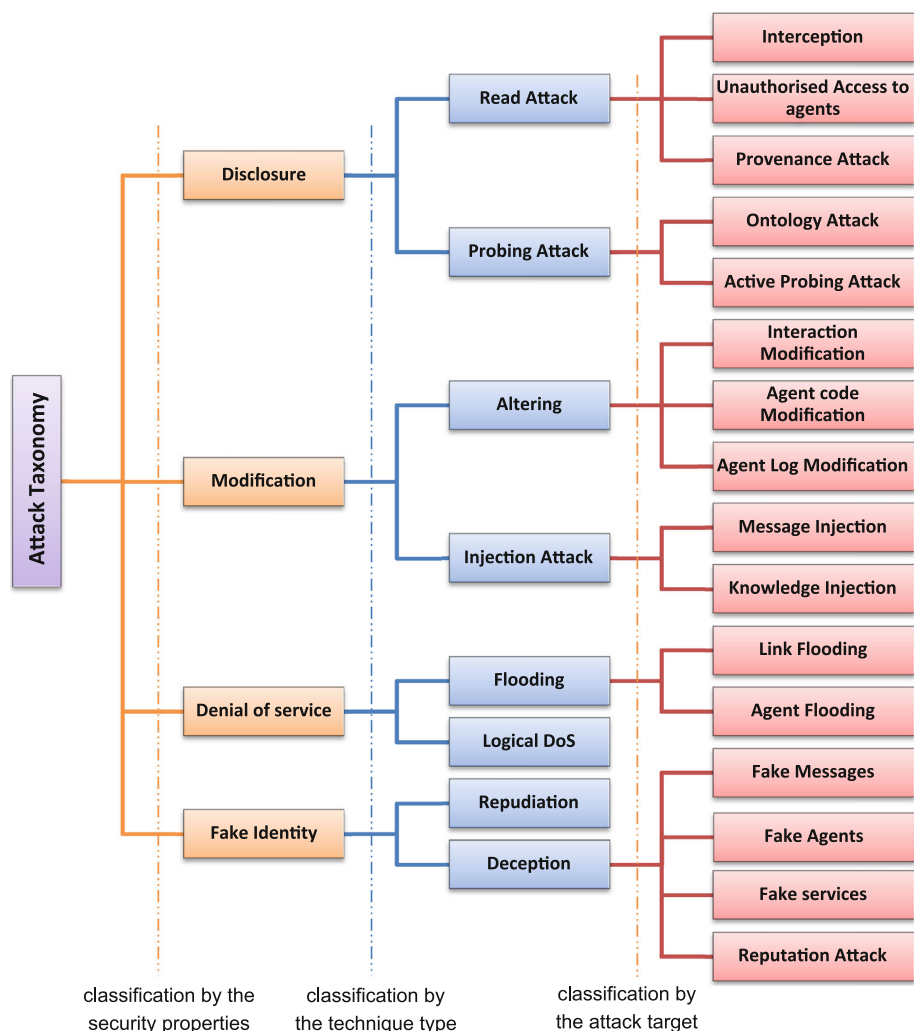 Attack Taxonomy
Disclosure
Modification
Denial of service
Fake Identity
Read Attack
Probing Attack
Altering
Injection Attack
Flooding
Logical DoS
Repudiation
Deception
Interception
Unauthorised Access to
agents
Provenance Attack
Ontology Attack
Active Probing Attack
Interaction
Modification
Agent code
Modification
Agent Log Modification
Message Injection
Knowledge Injection
Link Flooding
Agent Flooding
Fake Messages
Fake Agents
Fake services
Reputation Attack
classification by the
security properties
classification by
the technique type
classification by
the attack target